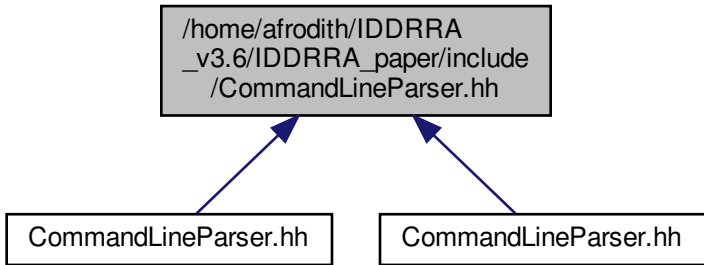 /home/afrodith/IDDRRA
_v3.6/IDDRRA_paper/include
/CommandLineParser.hh
CommandLineParser.hh
CommandLineParser.hh